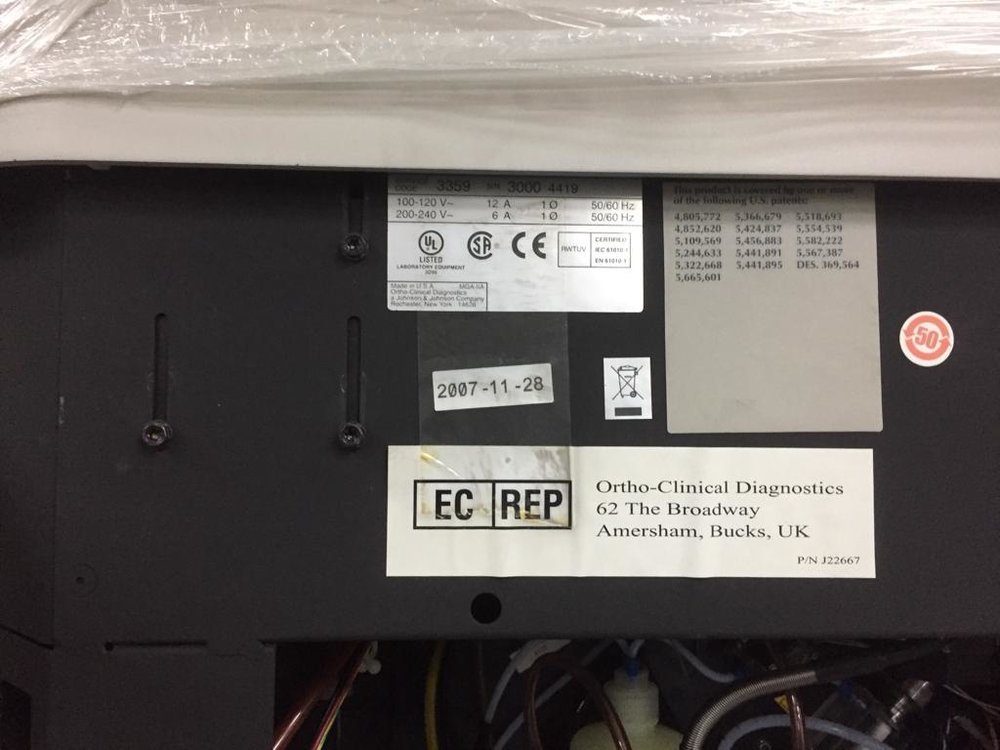 CODE 3359 S/N 3000 4419
100-120 V~ 12 A 1Ø 50/60 Hz
200-240 V~ 6 A 1Ø 50/60 Hz
UL
LISTED
LABORATORY EQUIPMENT
SA
CE
RWTUV
CERTIFIED
IEC 61010-1
EN 61010-1
Made in U.S.A.
Ortho-Clinical Diagnostics
a Johnson & Johnson Company
Rochester, New York 14626
This product is covered by one or more
of the following U.S. patents:
4,805,772 5,366,679 5,518,693
4,852,620 5,424,837 5,554,539
5,109,569 5,456,883 5,582,222
5,244,633 5,441,891 5,567,387
5,322,668 5,441,895 DES. 369,564
5,665,601
50
2007-11-28
EC REP
Ortho-Clinical Diagnostics
62 The Broadway
Amersham, Bucks, UK
P/N J22667